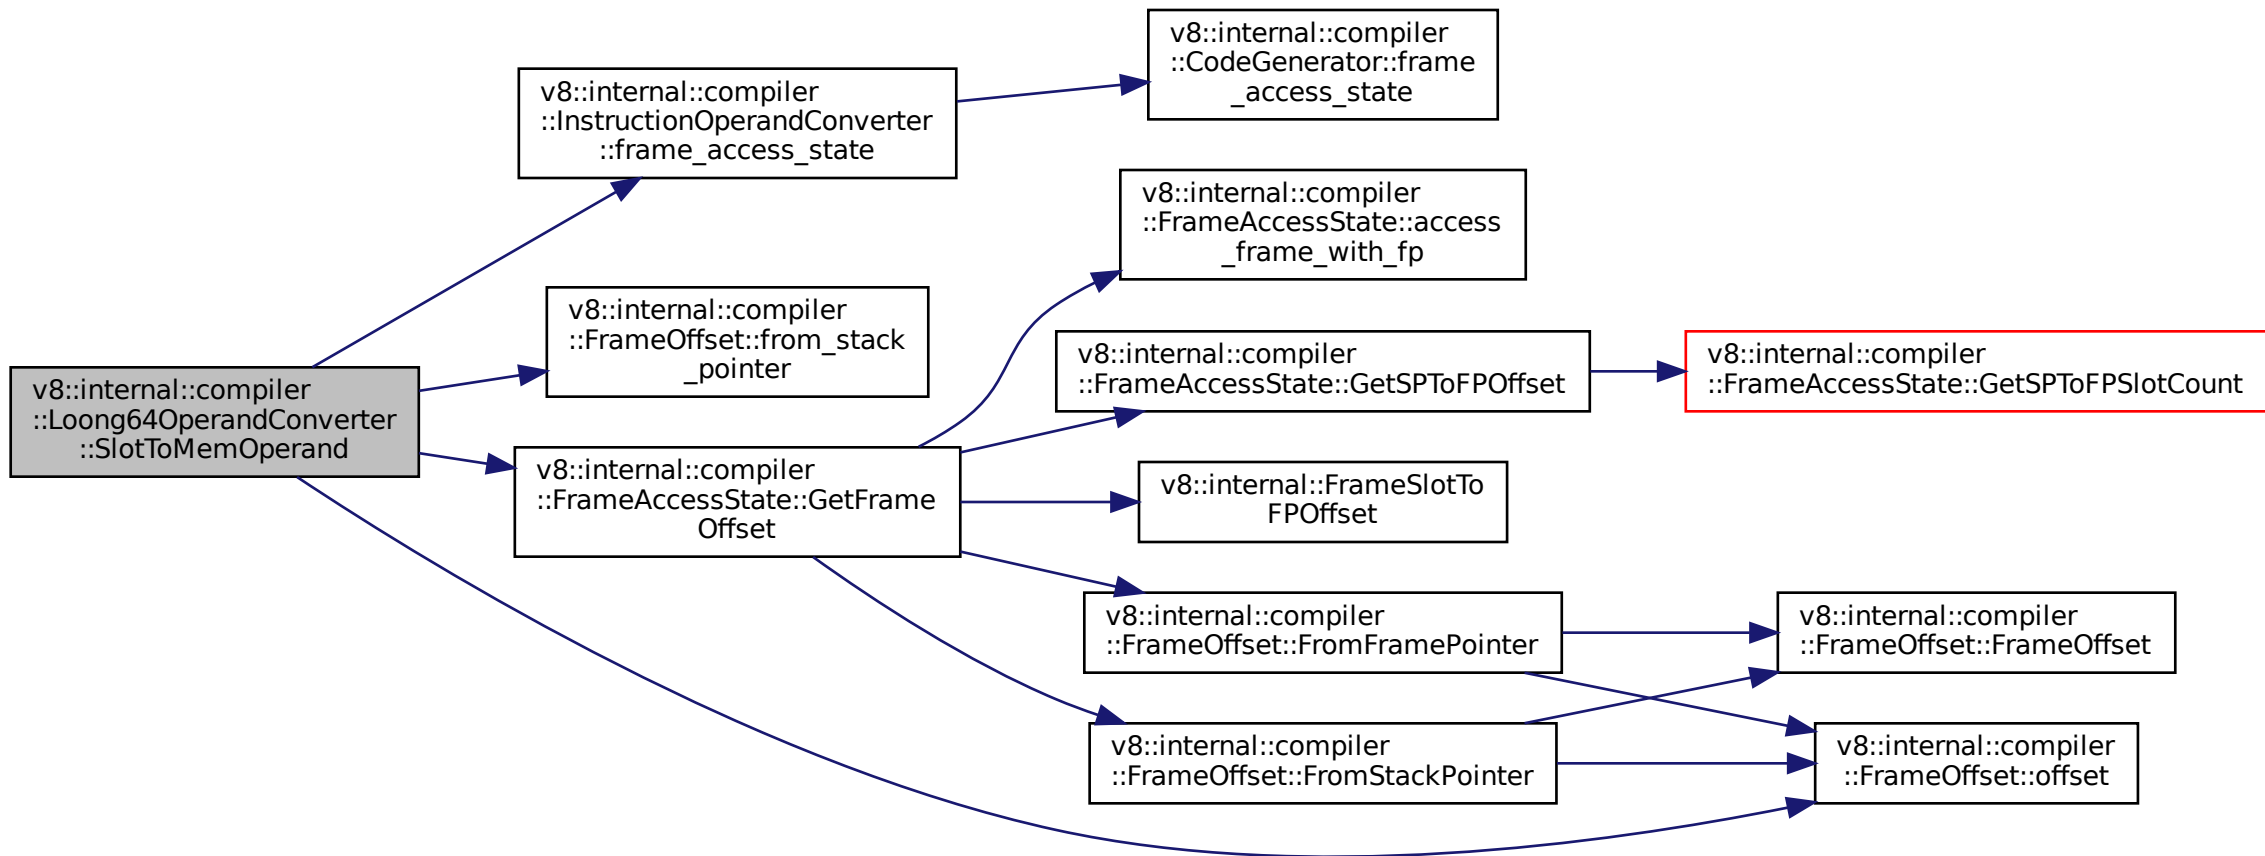 v8::internal::compiler
::Loong64OperandConverter
::SlotToMemOperand
v8::internal::compiler
::InstructionOperandConverter
::frame_access_state
v8::internal::compiler
::CodeGenerator::frame
_access_state
v8::internal::compiler
::FrameOffset::from_stack
_pointer
v8::internal::compiler
::FrameAccessState::GetFrame
Offset
v8::internal::compiler
::FrameAccessState::access
_frame_with_fp
v8::internal::compiler
::FrameAccessState::GetSPToFPOffset
v8::internal::compiler
::FrameAccessState::GetSPToFPSlotCount
v8::internal::FrameSlotTo
FPOffset
v8::internal::compiler
::FrameOffset::FromFramePointer
v8::internal::compiler
::FrameOffset::FrameOffset
v8::internal::compiler
::FrameOffset::FromStackPointer
v8::internal::compiler
::FrameOffset::offset